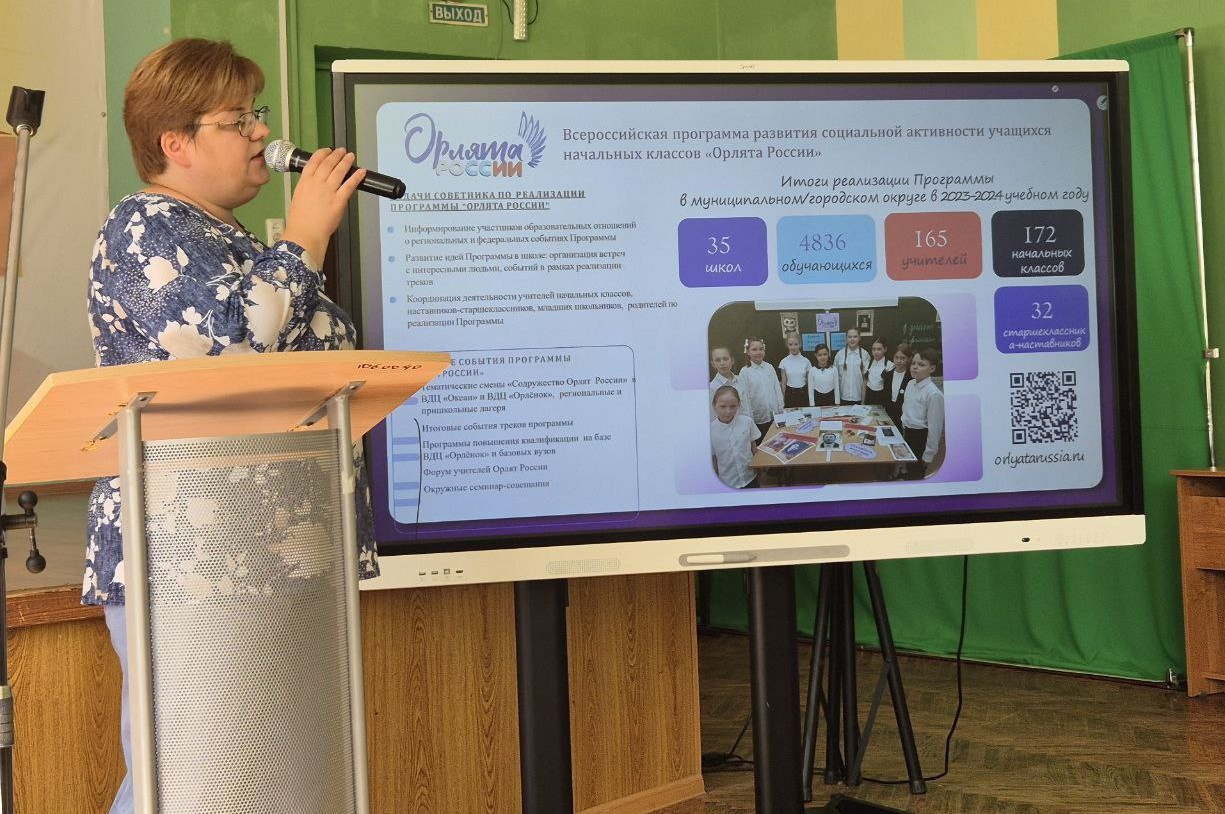 ВЫХОД
Орлята
РОССИИ
Всероссийская программа развития социальной активности учащихся
начальных классов «Орлята России»
ДАЧИ СОВЕТНИКА ПО РЕАЛИЗАЦИИ
ПРОГРАММЫ "ОРЛЯТА РОССИИ"
Информирование участников образовательных отношений
о региональных и федеральных событиях Программы
Развитие идей Программы в школе: организация встреч
с интересными людьми, событий в рамках реализации
треков
Координация деятельности учителей начальных классов,
наставников-старшеклассников, младших школьников, родителей по
реализации Программы
Е СОБЫТИЯ ПРОГРАММЫ
РОССИИ»
Тематические смены «Содружество Орлят России» в
ВДЦ «Океан» и ВДЦ «Орлёнок», региональные и
пришкольные лагеря
Итоговые события треков программы
Программы повышения квалификации на базе
ВДЦ «Орлёнок» и базовых вузов
Форум учителей Орлят России
Окружные семинар-совещания
Итоги реализации Программы
в муниципальном/городском округе в 2023-2024 учебном году
35
школ
4836
обучающихся
165
учителей
172
начальных
классов
32
старшеклассник
а-наставников
orlyatarussia.ru